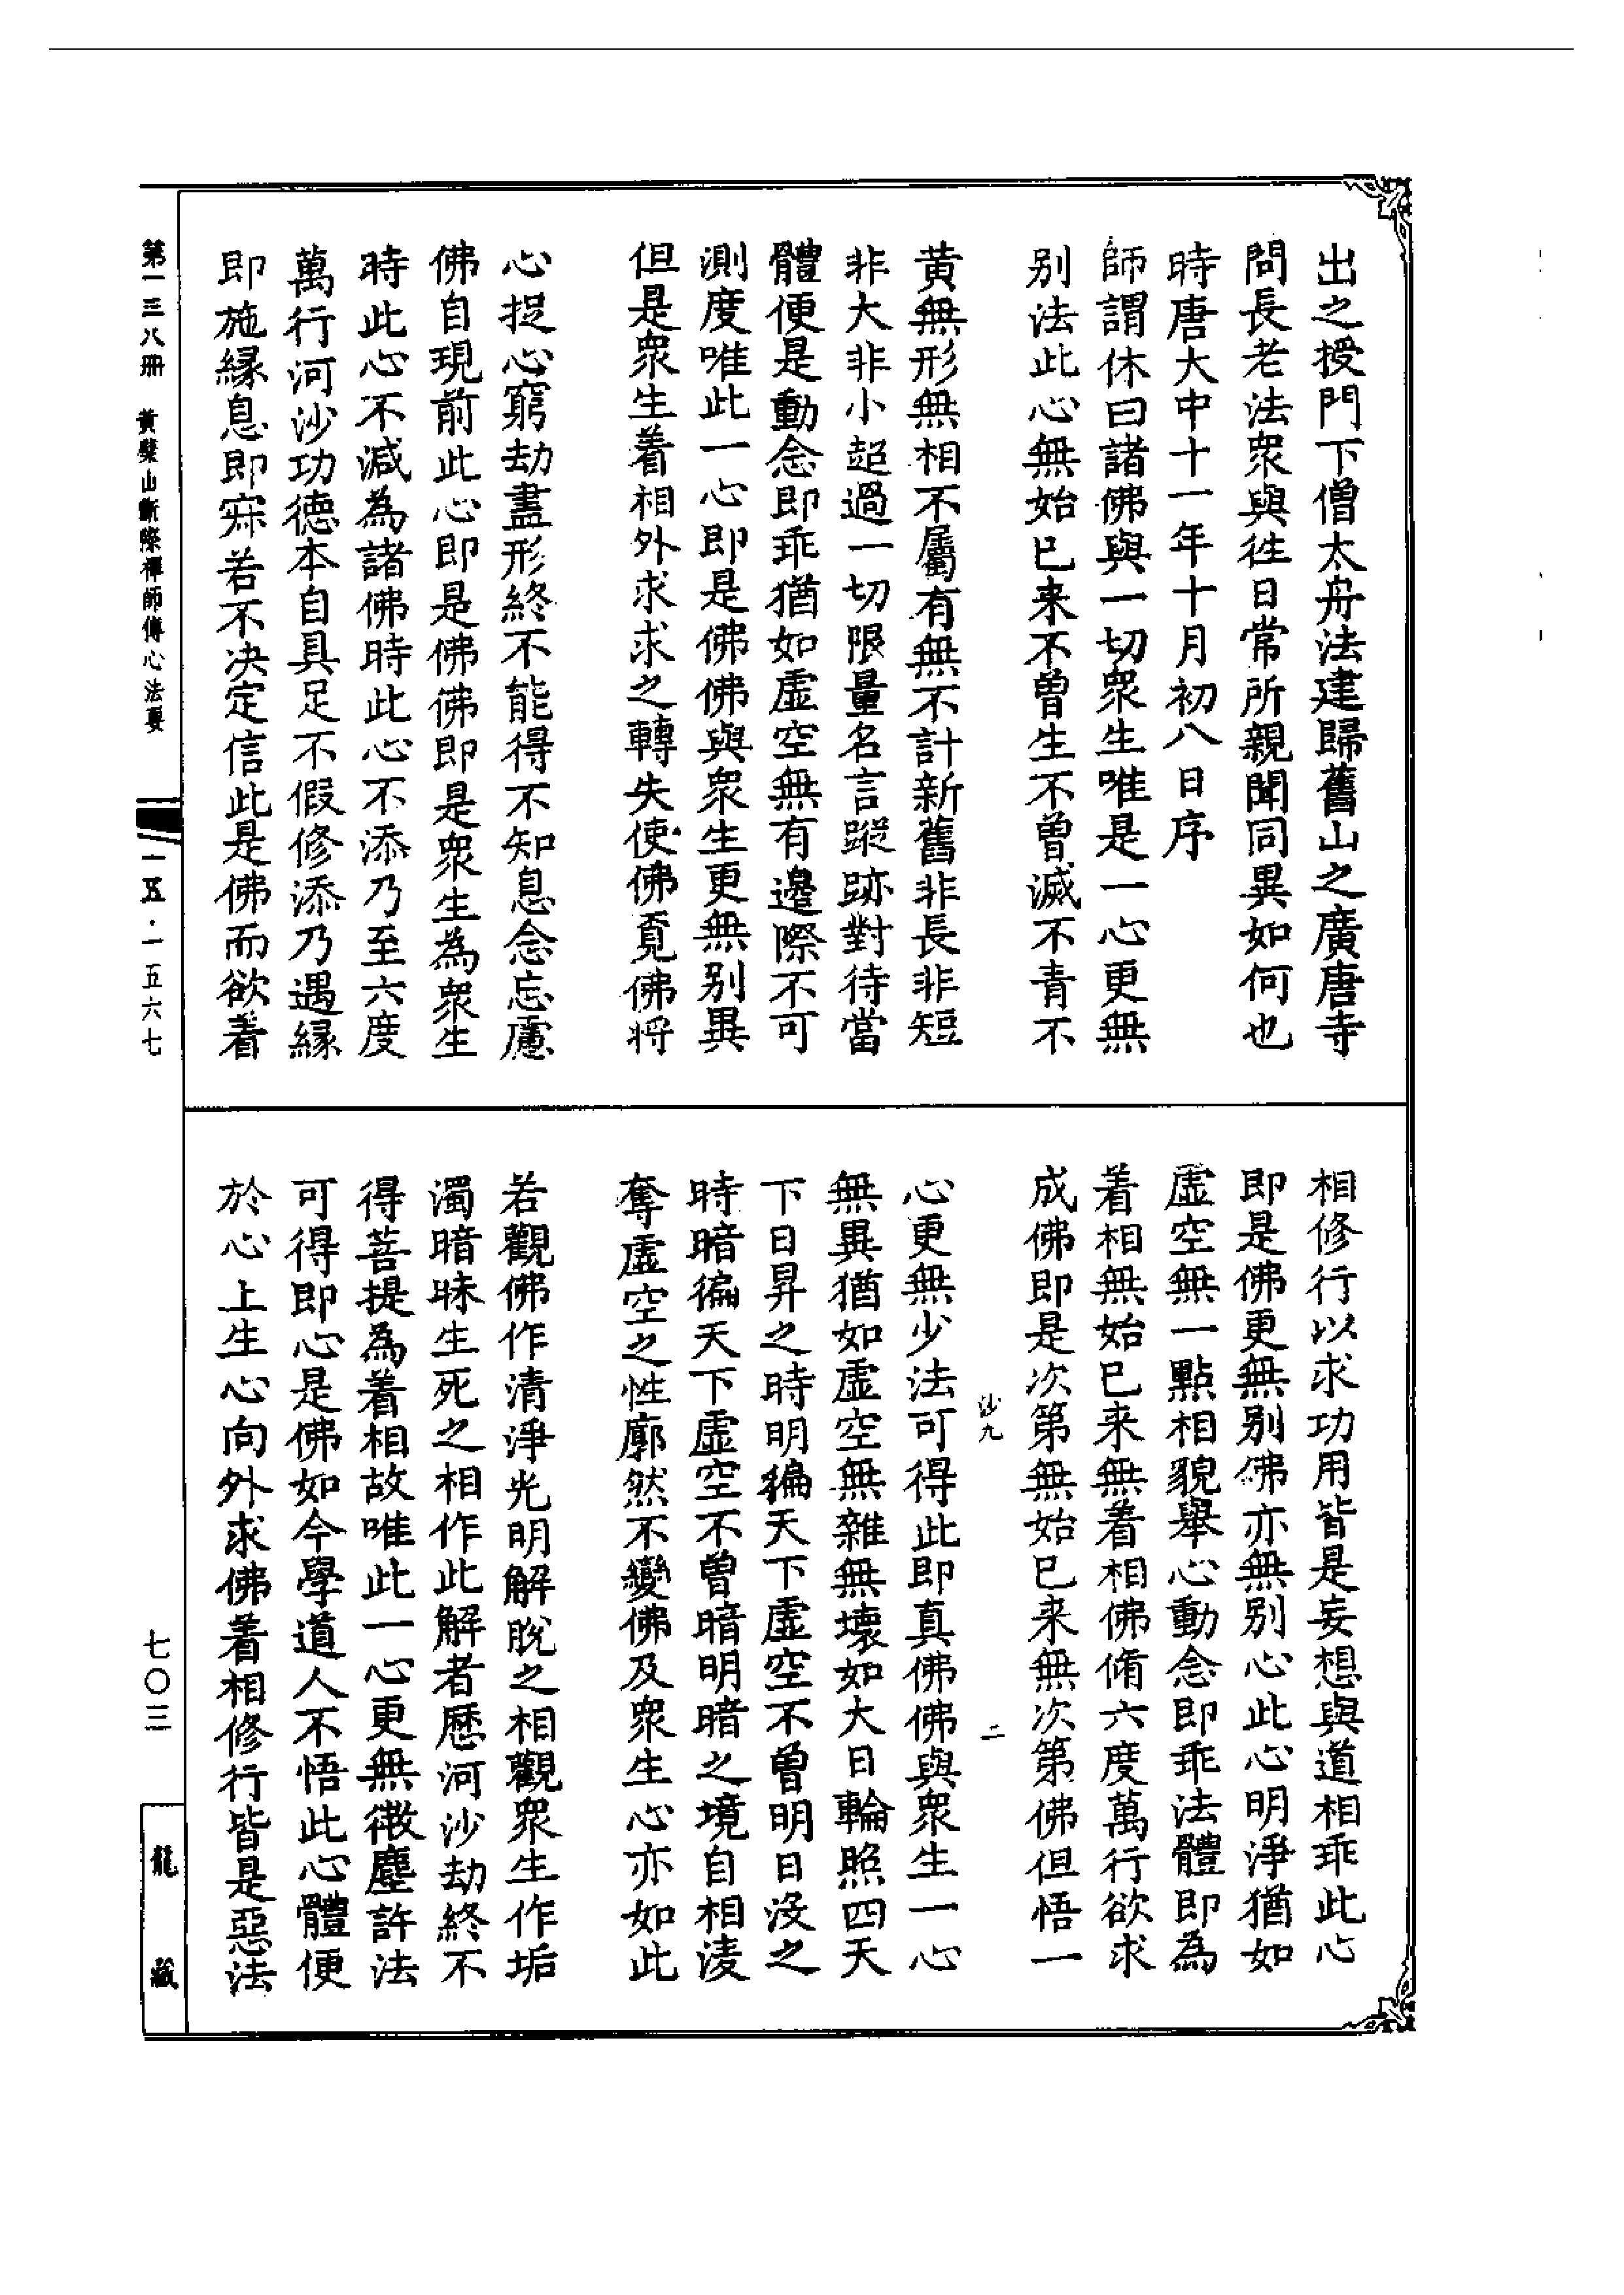 出之授門下僧太舟法建歸舊山之廣唐寺
問長老法衆與徃日常所親聞同異如何也
時唐大中十一年十月初八日序
師謂休曰諸佛與一切衆生唯是一心更無
别法此心無始已来不曾生不曾滅不青不
黄無形無相不屬有無不計新舊非長非短
非大非小超過一切限量名言蹤跡對待當
體便是動念即乖猶如虛空無有邊際不可
測度唯此一心即是佛佛與衆生更無别異
但是衆生着相外求求之轉失使佛覓佛将
心捉心窮劫盡形終不能得不知息念忘慮
佛自現前此心即是佛佛即是衆生為衆生
時此心不減為諸佛時此心不添乃至六度
萬行河沙功德本自具足不假修添乃遇縁
即施縁息即寂若不决定信此是佛而欲着
相修行以求功用皆是妄想與道相乖此心
即是佛更無别佛亦無别心此心明淨猶如
虛空無一點相貌舉心動念即乖法體即為
着相無始已来無着相佛脩六度萬行欲求
成佛即是次第無始已来無次第佛但悟一
沙九 二
心更無少法可得此即真佛佛與衆生一心
無異猶如虛空無雜無壞如大日輪照四天
下日昇之時明徧天下虛空不曾明日沒之
時暗徧天下虛空不曾暗明暗之境自相淩
奪虛空之性廓然不變佛及衆生心亦如此
若觀佛作清淨光明解脫之相觀衆生作垢
濁暗昧生死之相作此解者歷河沙劫終不
得菩提為着相故唯此一心更無微塵許法
可得即心是佛如今學道人不悟此心體便
於心上生心向外求佛着相修行皆是惡法
第一三八冊 黄檗山斷際禪師傳心法要
一五·一五六七
七〇三
龍藏